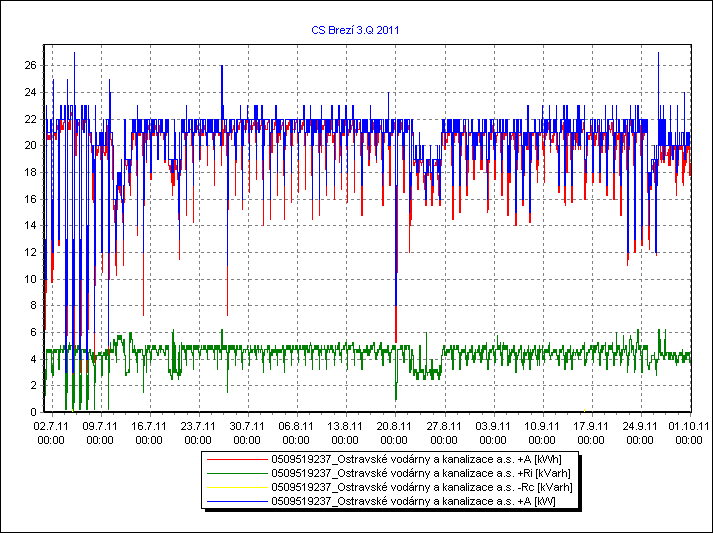 CS Brezí 3.Q 2011
26
24
22
20
18
16
14
12
10
8
6
4
2
0
02.7.11 9.7.11 16.7.11 23.7.11 30.7.11 06.8.11 13.8.11 20.8.11 27.8.11 03.9.11 10.9.11 17.9.11 24.9.11 01.10.11
00:00 00:00 00:00 00:00 00:00 00:00 00:00 00:00 00:00 00:00 00:00 00:00 00:00 00:00
0509519237_Ostravské vodárny a kanalizace a.s. +A [kWh]
0509519237_Ostravské vodárny a kanalizace a.s. +Ri [kVarh]
0509519237_Ostravské vodárny a kanalizace a.s. -Rc [kVarh]
0509519237_Ostravské vodárny a kanalizace a.s. +A [kW]